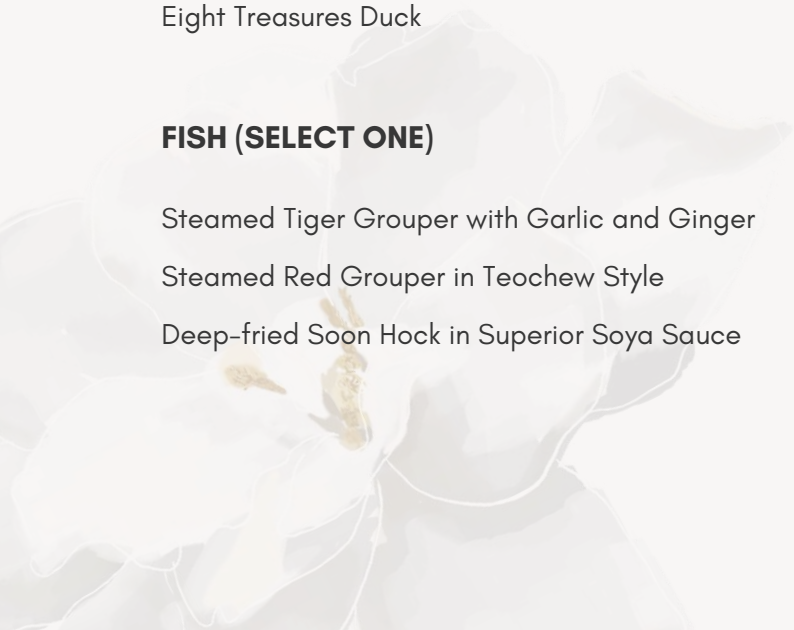 Eight Treasures Duck
FISH (SELECT ONE)
Steamed Tiger Grouper with Garlic and Ginger
Steamed Red Grouper in Teochew Style
Deep-fried Soon Hock in Superior Soya Sauce